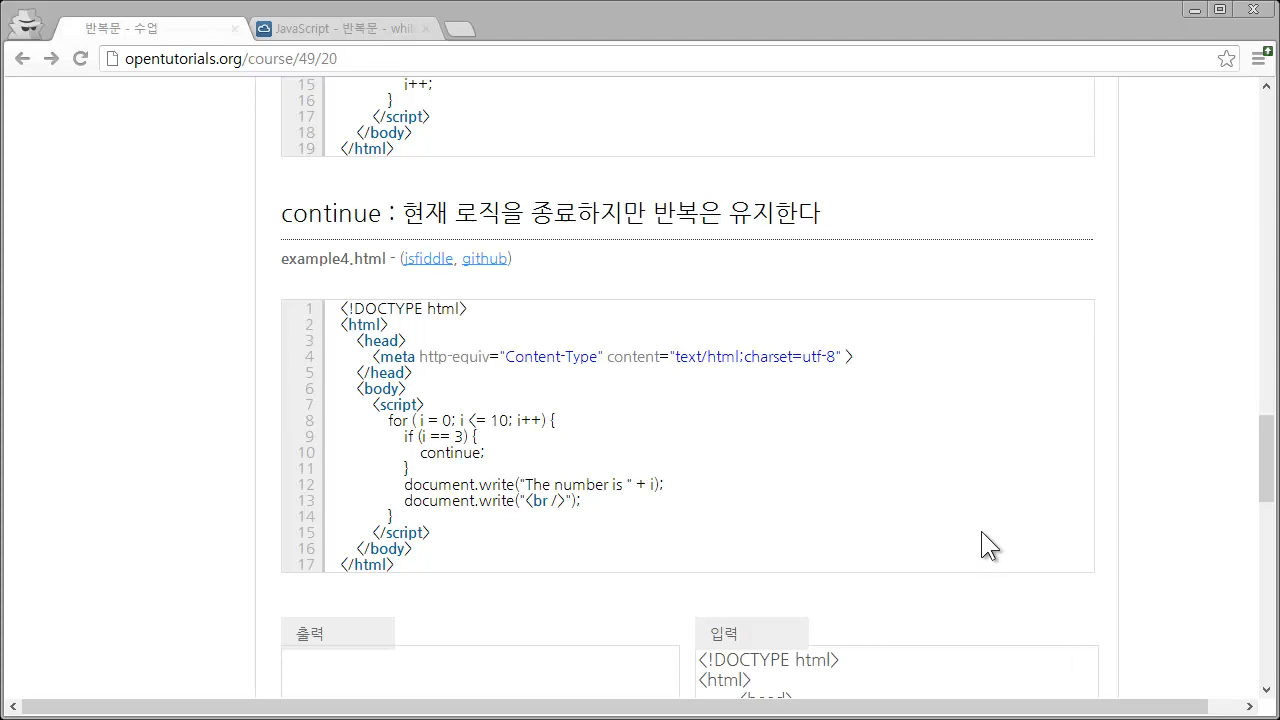 반복문 - 수업
JavaScript - 반복문 - whil
opentutorials.org/course/49/20
15 i++;
16 }
17 </script>
18 </body>
19 </html>
continue : 현재 로직을 종료하지만 반복은 유지한다
example4.html - (jsfiddle, github)
1 <!DOCTYPE html>
2 <html>
3 <head>
4 <meta http-equiv="Content-Type" content="text/html;charset=utf-8" >
5 </head>
6 <body>
7 <script>
8 for ( i = 0; i <= 10; i++) {
9 if (i == 3) {
10 continue;
11 }
12 document.write("The number is " + i);
13 document.write("<br />");
14 }
15 </script>
16 </body>
17 </html>
출력
입력
<!DOCTYPE html>
<html>
<head>